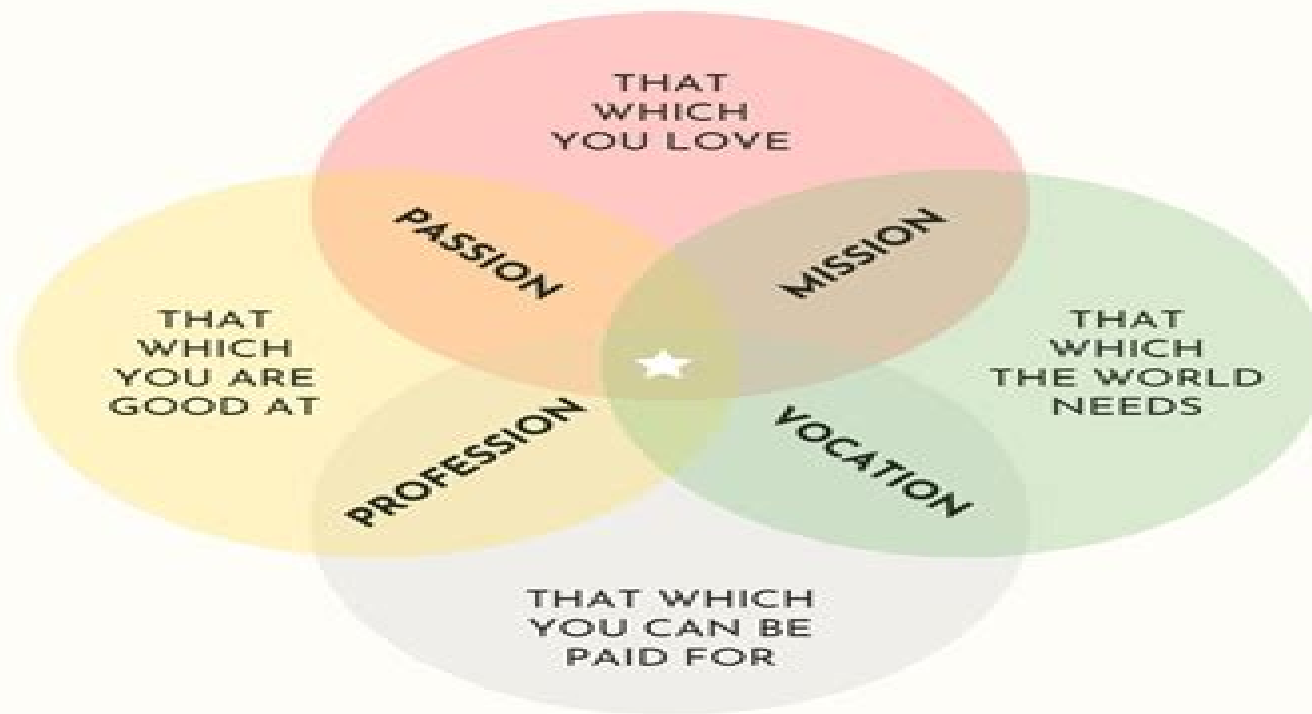 THAT
WHICH
YOU LOVE
PASSION
MISSION
THAT
WHICH
YOU ARE
GOOD AT
THAT
WHICH
THE WORLD
NEEDS
PROFESSION
VOCATION
THAT WHICH
YOU CAN BE
PAID FOR